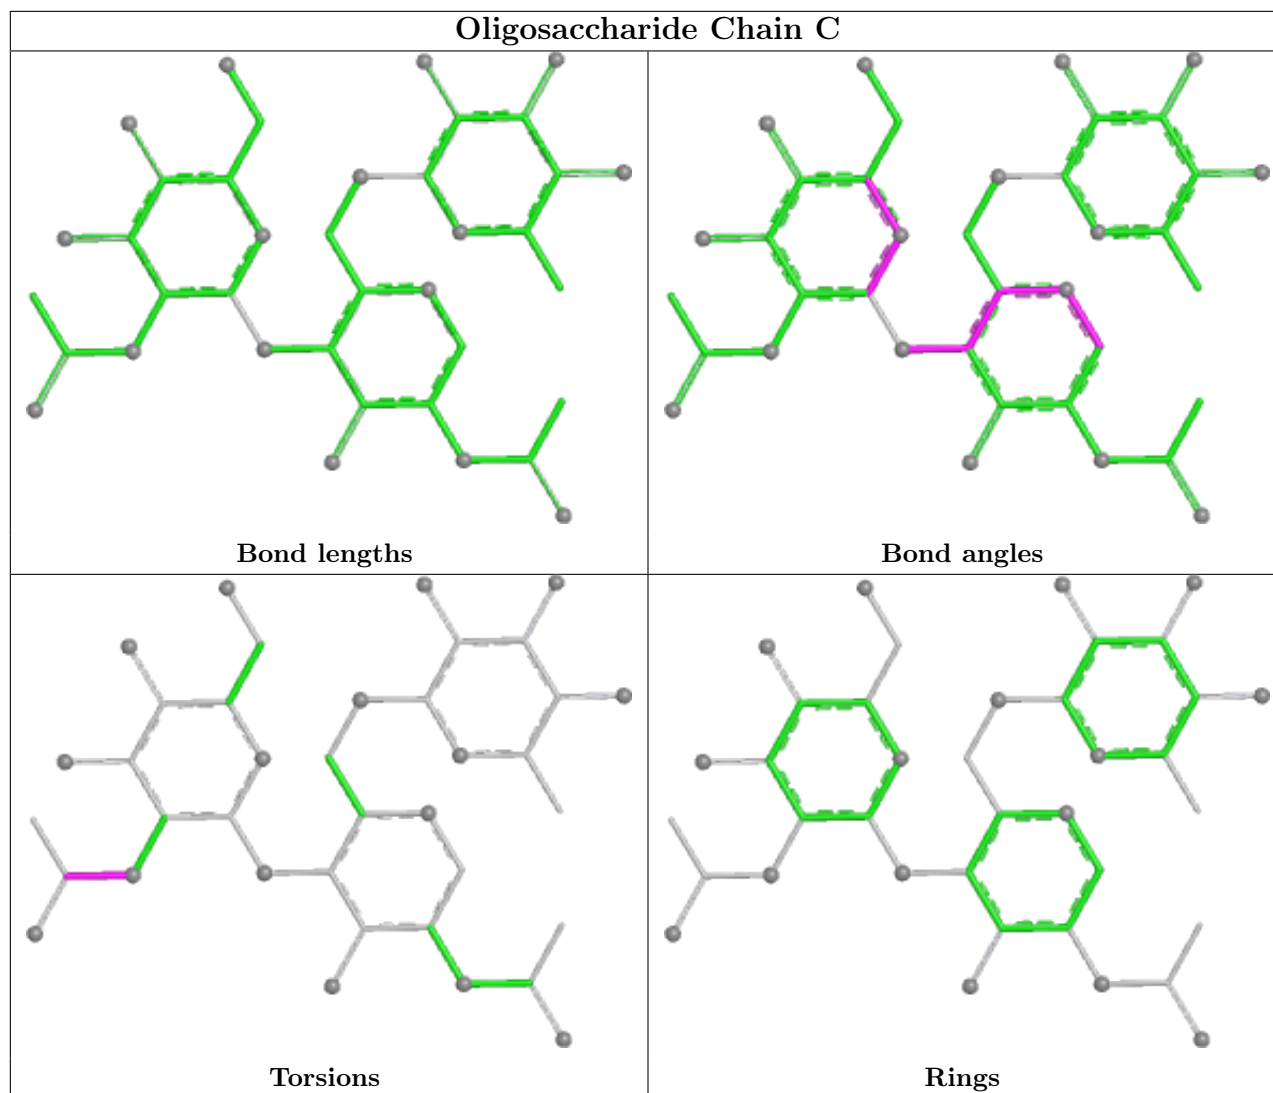 Oligosaccharide Chain C
Bond lengths
Bond angles
Torsions
Rings